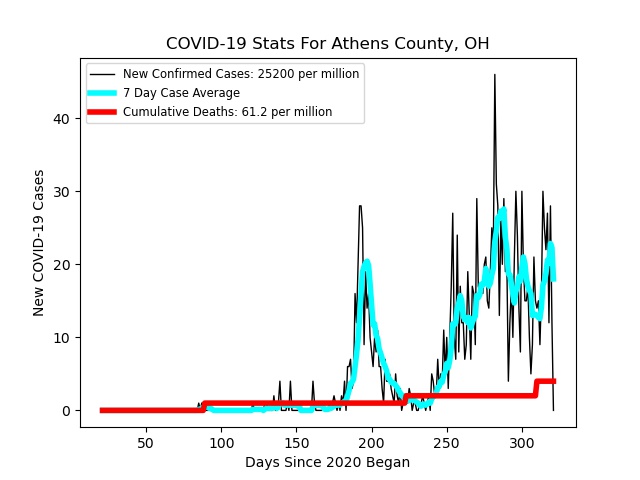 COVID-19 Stats For Athens County, OH
New Confirmed Cases: 25200 per million
7 Day Case Average
Cumulative Deaths: 61.2 per million
New COVID-19 Cases
40
30
20
10
0
50 100 150 200 250 300
Days Since 2020 Began